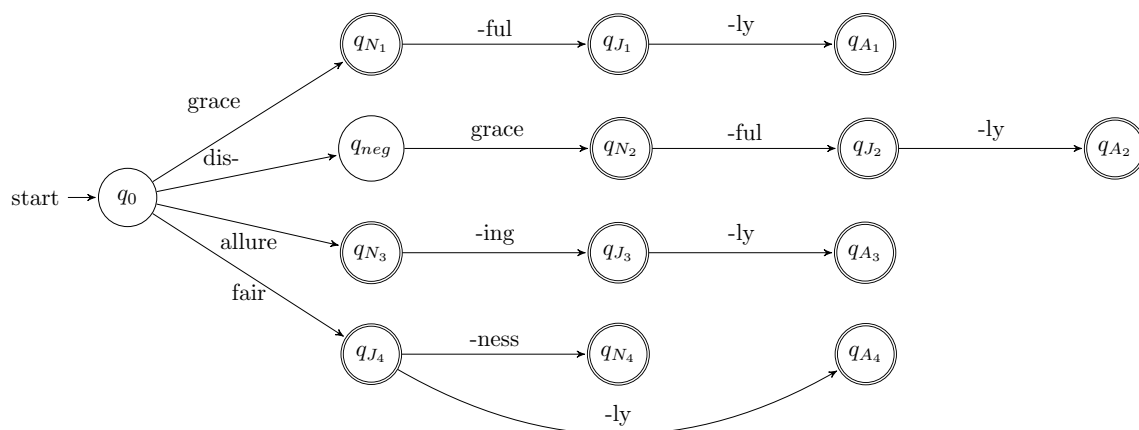 q_{N_1} -ful q_{J_1} -ly q_{A_1}
grace
q_{neg} grace q_{N_2} -ful q_{J_2} -ly q_{A_2}
dis-
start q_0
allure
q_{N_3} -ing q_{J_3} -ly q_{A_3}
fair
q_{J_4} -ness q_{N_4} q_{A_4}
-ly